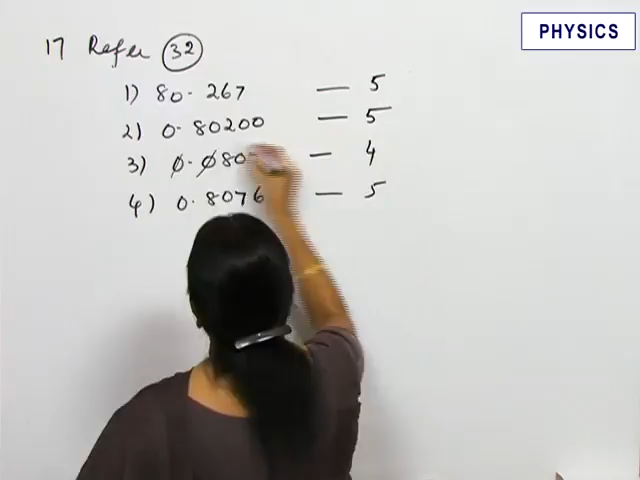 PHYSICS
17 Refer 32
1) 80.267 — 5
2) 0.80200 — 5
3) 0.080 — 4
4) 0.8076 — 5